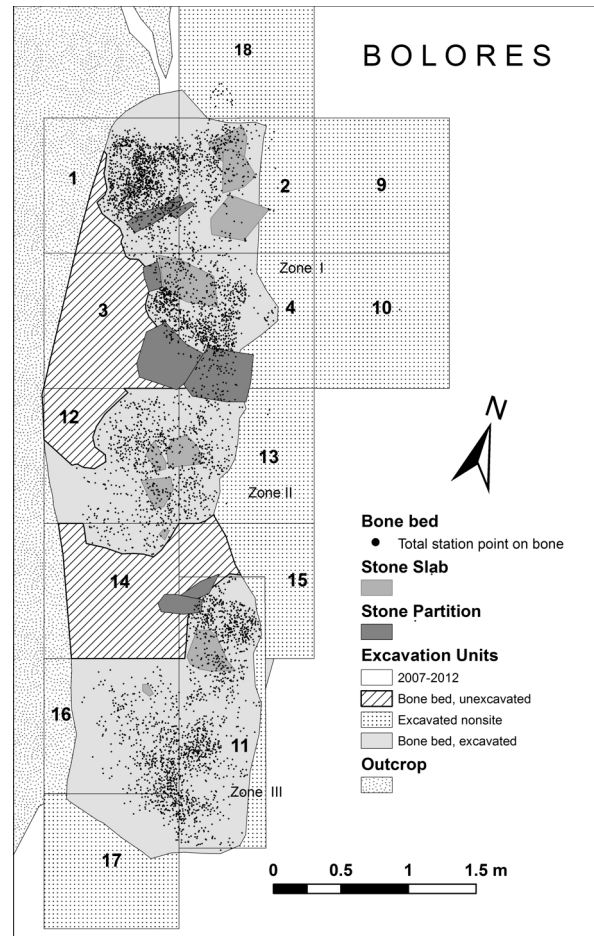 18
BOLORES
1
2
9
Zone I
3
4
10
12
N
13
Zone II
Bone bed
Total station point on bone
Stone Slab
14
15
Stone Partition
Excavation Units
2007-2012
Bone bed, unexcavated
16
Excavated nonsite
11
Bone bed, excavated
Outcrop
Zone III
17
0 0.5 1 1.5 m